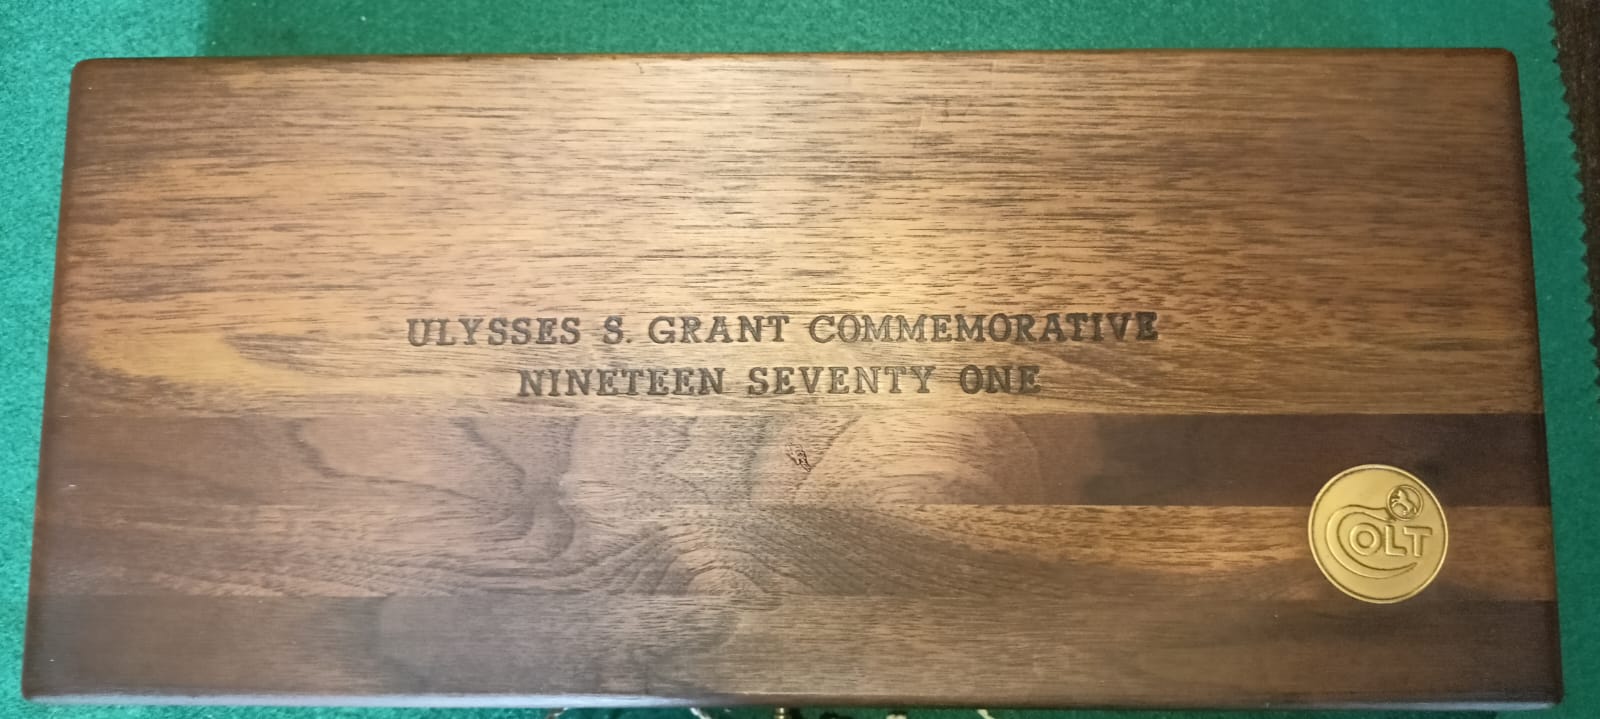 ULYSSES S. GRANT COMMEMORATIVE
NINETEEN SEVENTY ONE
COLT